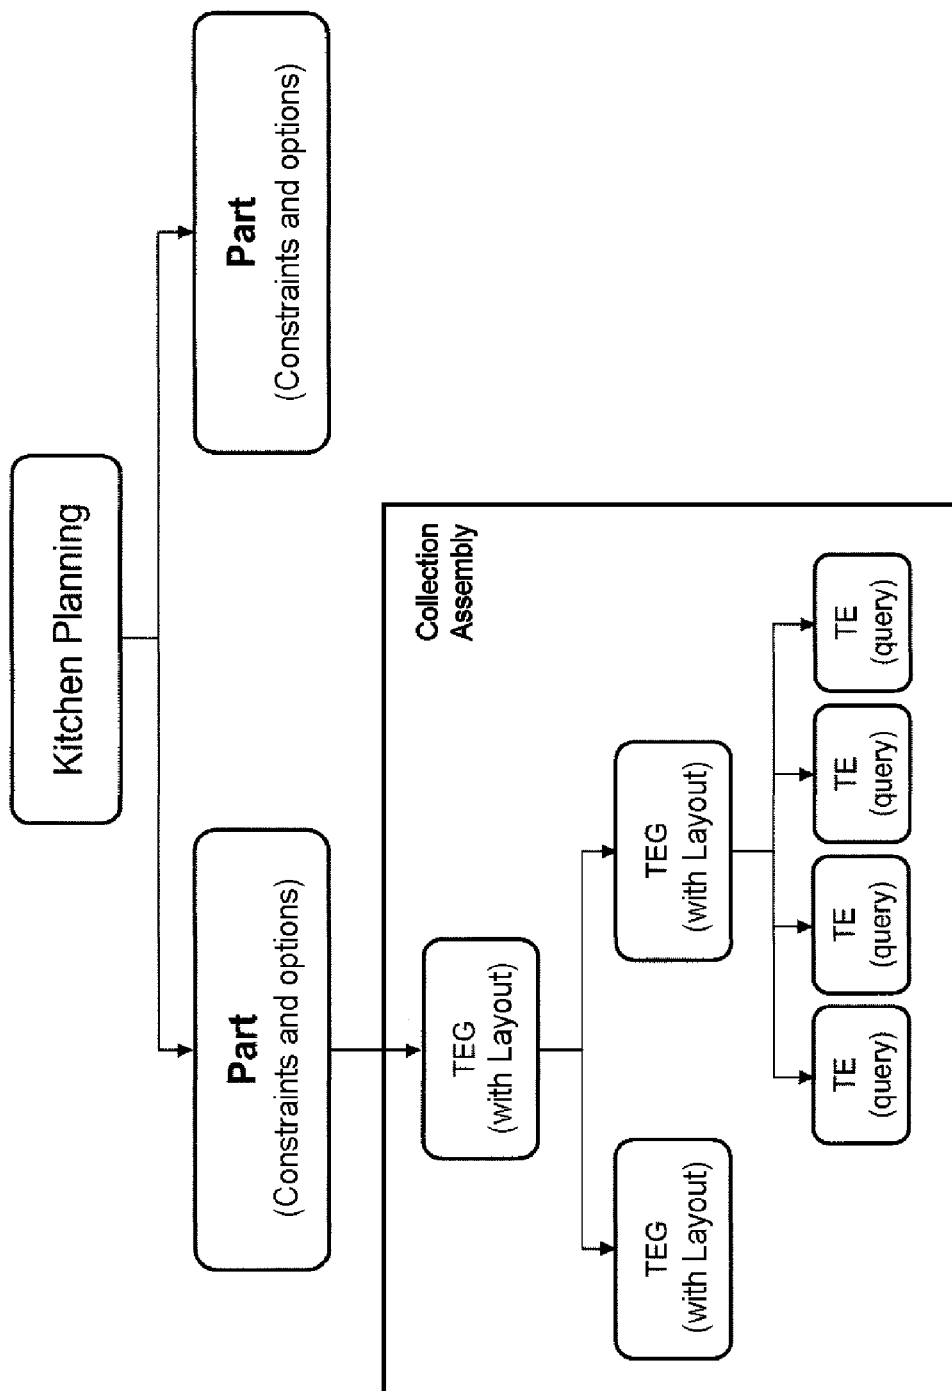 Kitchen Planning
Part
(Constraints and options)
Part
(Constraints and options)
Collection
Assembly
TEG
(with Layout)
TEG
(with Layout)
TEG
(with Layout)
TE
(query)
TE
(query)
TE
(query)
TE
(query)